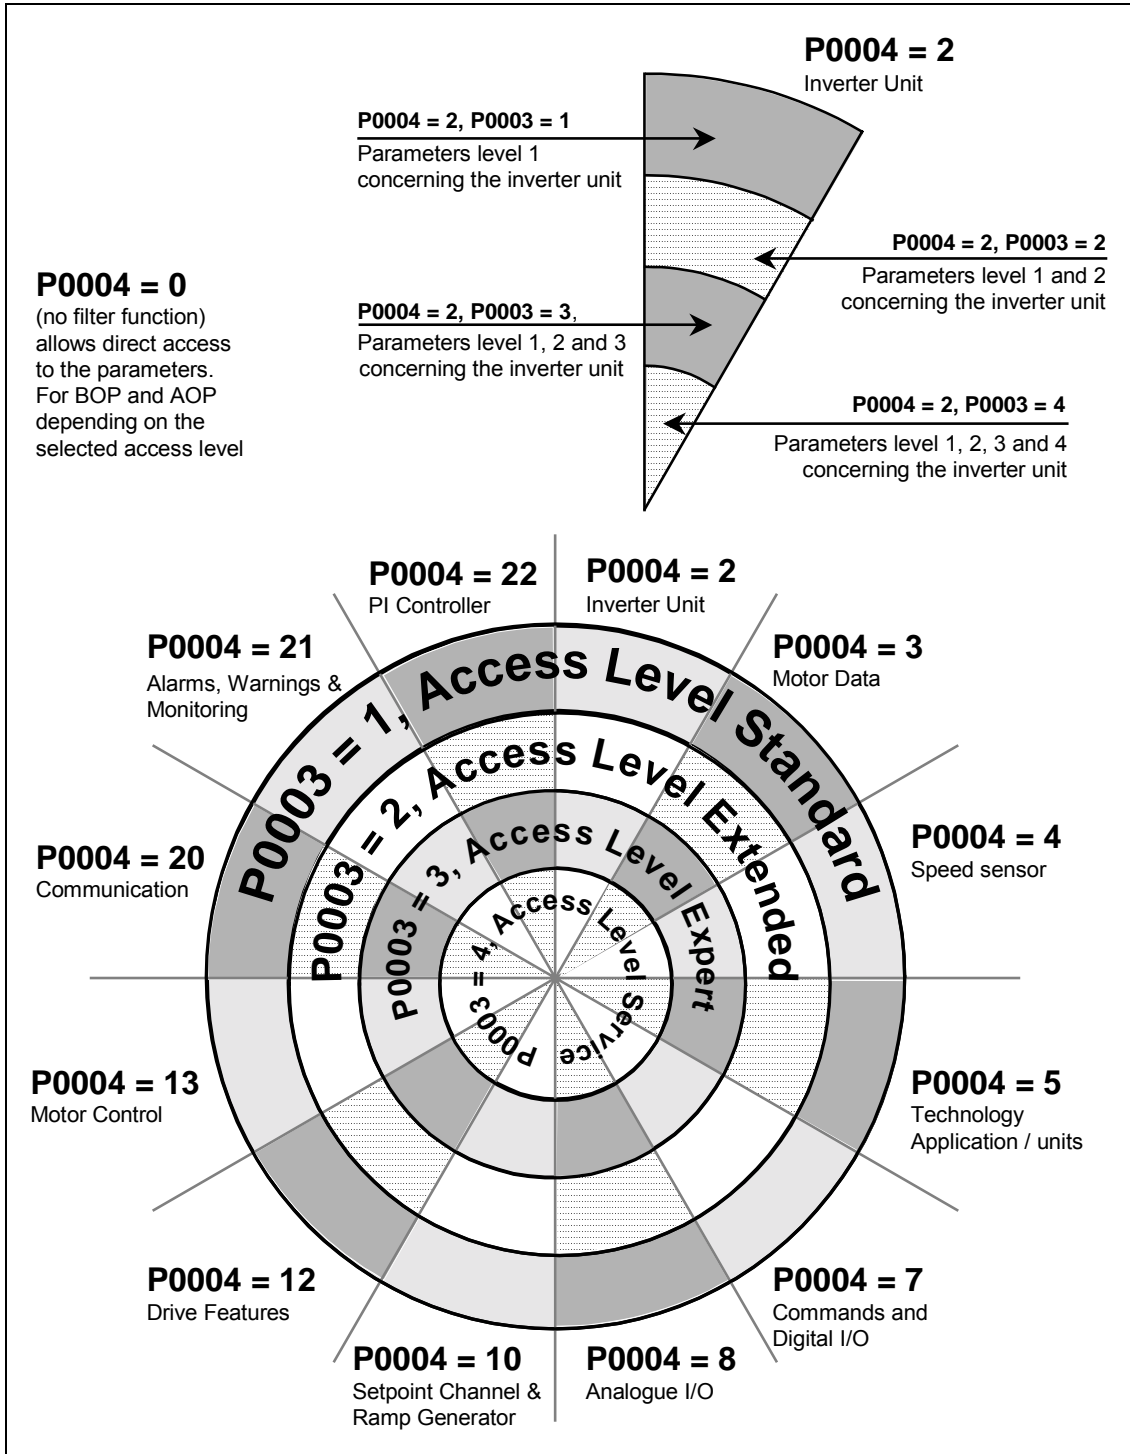 P0004 = 2
Inverter Unit
P0004 = 2, P0003 = 1
Parameters level 1
concerning the inverter unit
P0004 = 2, P0003 = 2
Parameters level 1 and 2
concerning the inverter unit
P0004 = 0
(no filter function)
allows direct access
to the parameters.
For BOP and AOP
depending on the
selected access level
P0004 = 2, P0003 = 3,
Parameters level 1, 2 and 3
concerning the inverter unit
P0004 = 2, P0003 = 4
Parameters level 1, 2, 3 and 4
concerning the inverter unit
P0004 = 22
PI Controller
P0004 = 2
Inverter Unit
P0004 = 21
Alarms, Warnings &
Monitoring
P0004 = 3
Motor Data
P0003 = 1, Access Level Standard
P0003 = 2, Access Level Extended
P0003 = 3, Access Level Expert
P0003 = 4, Access Level Service
P0004 = 20
Communication
P0004 = 4
Speed sensor
P0004 = 13
Motor Control
P0004 = 5
Technology
Application / units
P0004 = 12
Drive Features
P0004 = 7
Commands and
Digital I/O
P0004 = 10
Setpoint Channel &
Ramp Generator
P0004 = 8
Analogue I/O